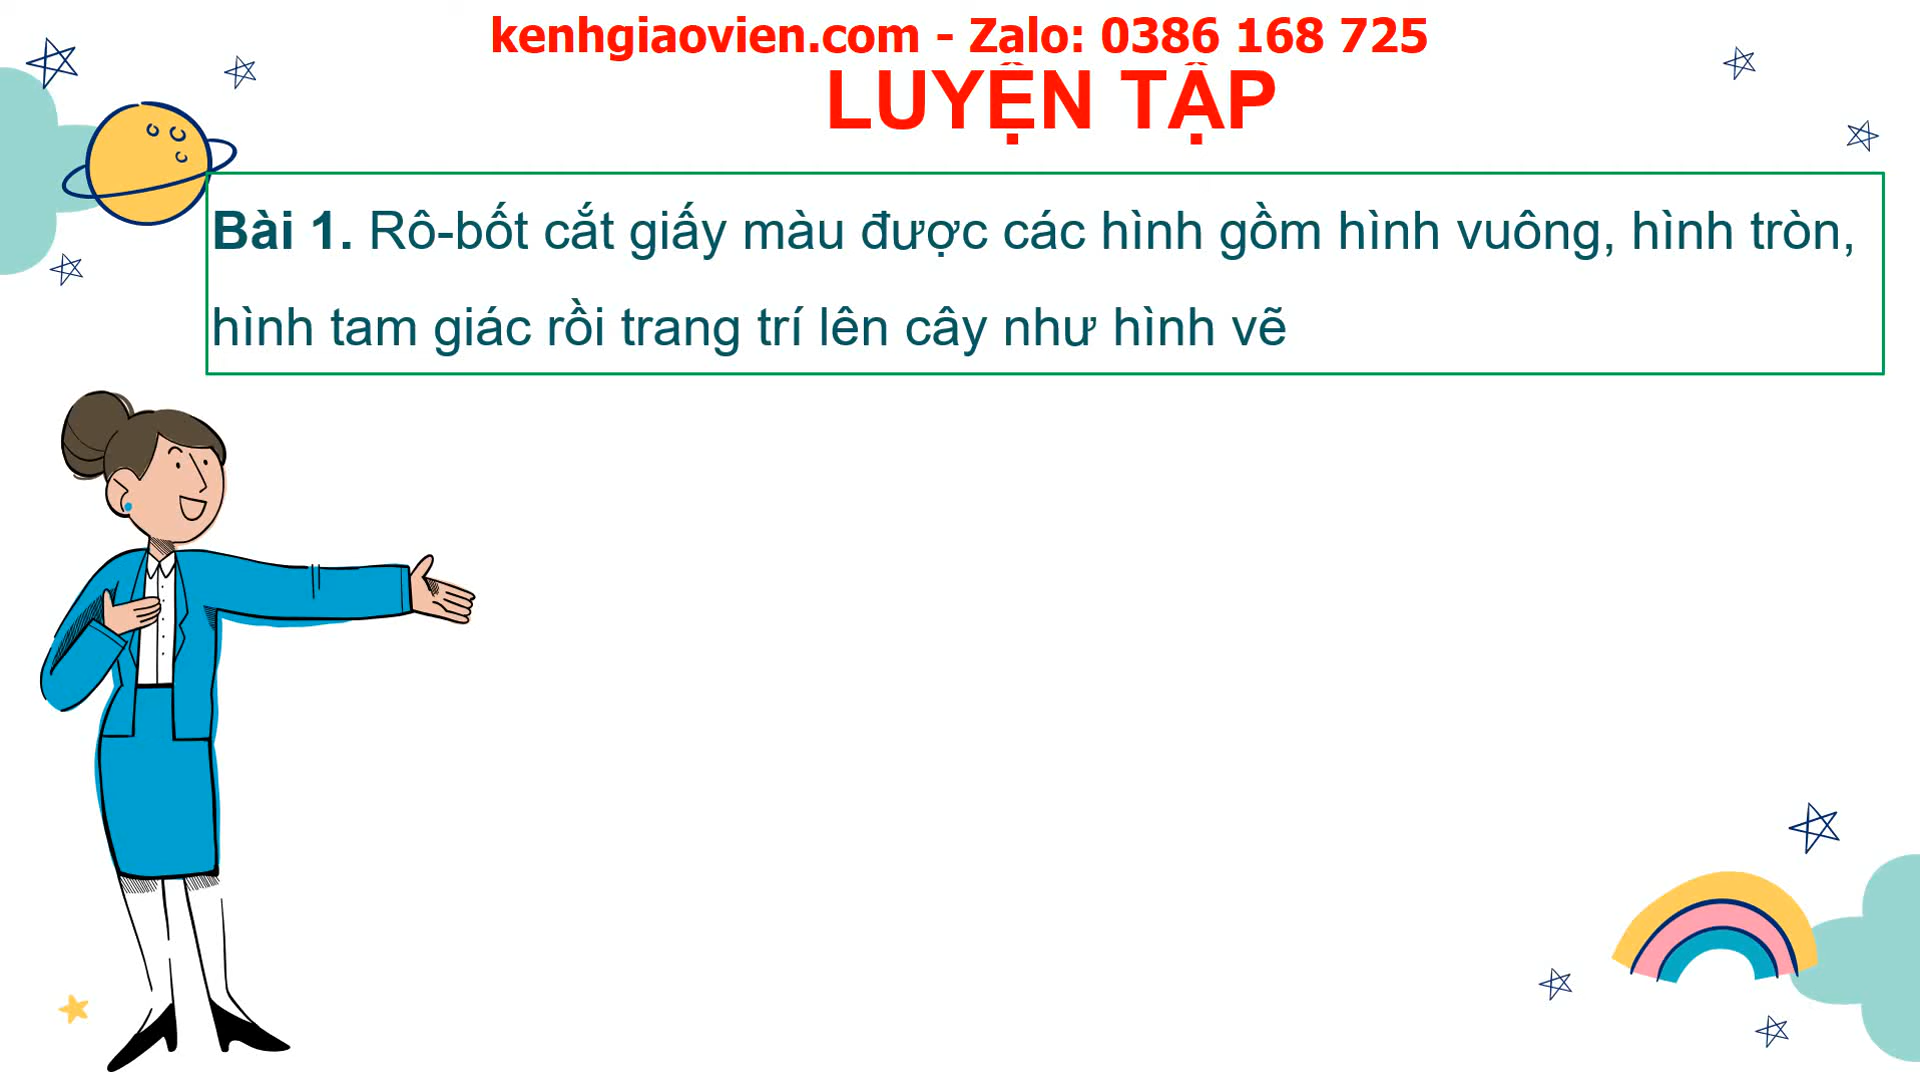 kenhgiaovien.com - Zalo: 0386 168 725
LUYỆN TẬP
Bài 1. Rô-bốt cắt giấy màu được các hình gồm hình vuông, hình tròn,
hình tam giác rồi trang trí lên cây như hình vẽ